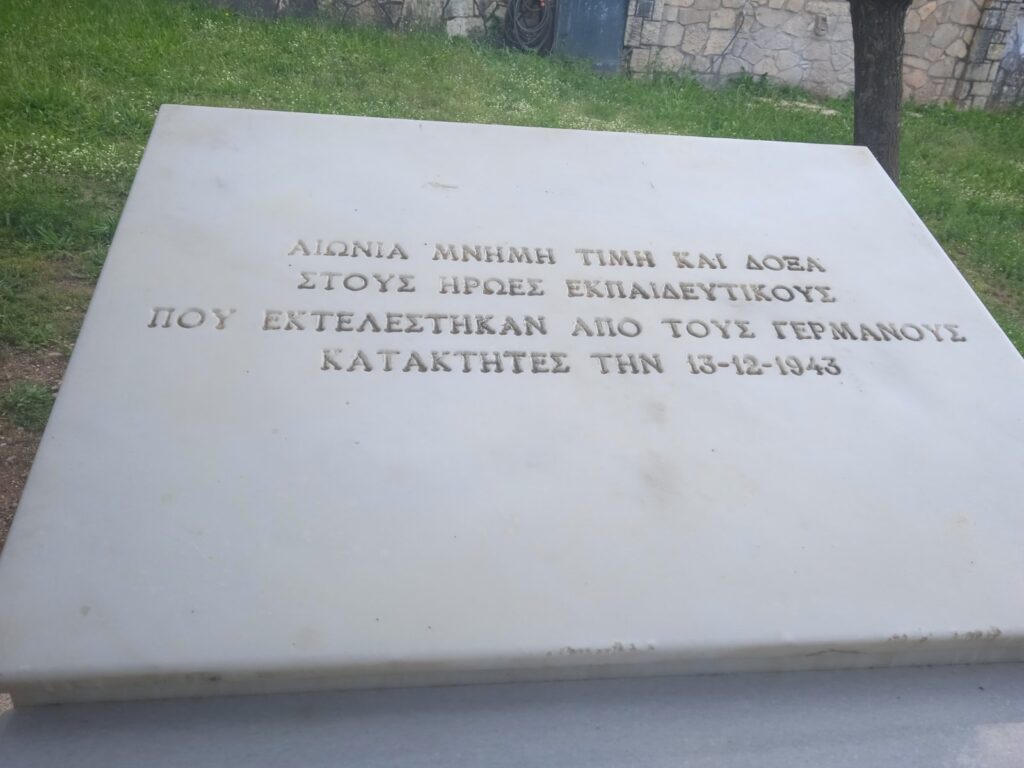 ΑΙΩΝΙΑ ΜΝΗΜΗ ΤΙΜΗ ΚΑΙ ΔΟΞΑ
ΣΤΟΥΣ ΗΡΩΕΣ ΕΚΠΑΙΔΕΥΤΙΚΟΥΣ
ΠΟΥ ΕΚΤΕΛΕΣΤΗΚΑΝ ΑΠΟ ΤΟΥΣ ΓΕΡΜΑΝΟΥΣ
ΚΑΤΑΚΤΗΤΕΣ ΤΗΝ 13-12-1943